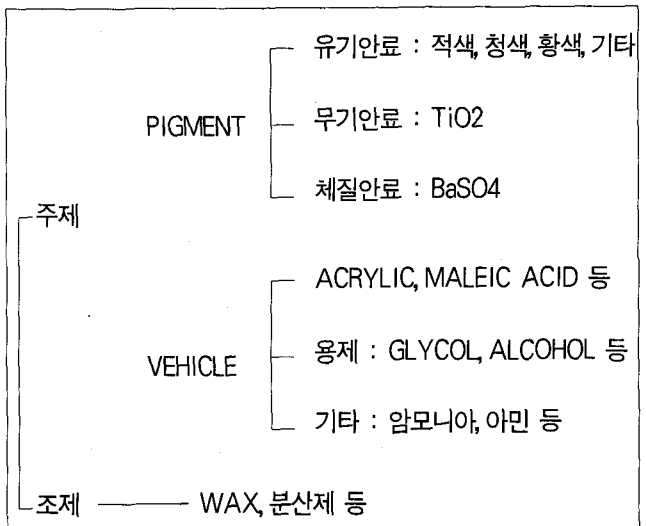 유기안료 : 적색, 청색, 황색, 기타
PIGMENT
무기안료 : TiO2
체질안료 : BaSO4
주제
ACRYLIC, MALEIC ACID 등
용제 : GLYCOL, ALCOHOL 등
VEHICLE
기타 : 암모니아, 아민 등
조제
WAX, 분산제 등